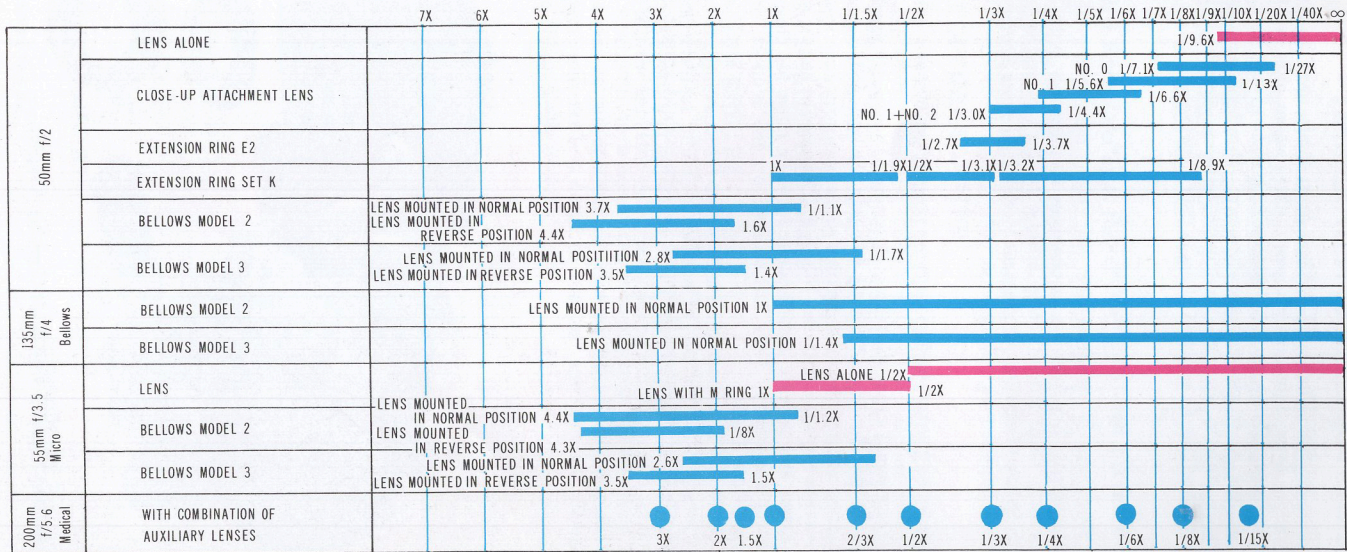 7X 6X 5X 4X 3X 2X 1X 1/1.5X 1/2X 1/3X 1/4X 1/5X 1/6X 1/7X 1/8X 1/9X 1/10X 1/20X 1/40X ∞
50mm f/2
LENS ALONE
1/9.6X
CLOSE-UP ATTACHMENT LENS
NO. 0 1/7.1X 1/27X
NO. 1 1/5.6X 1/13X
1/6.6X
NO. 1+NO. 2 1/3.0X 1/4.4X
EXTENSION RING E2
1/2.7X 1/3.7X
EXTENSION RING SET K
1X 1/1.9X 1/2X 1/3.1X 1/3.2X 1/8.9X
BELLOWS MODEL 2
LENS MOUNTED IN NORMAL POSITION 3.7X 1/1.1X
LENS MOUNTED IN
REVERSE POSITION 4.4X 1.6X
BELLOWS MODEL 3
LENS MOUNTED IN NORMAL POSITIITION 2.8X 1/1.7X
LENS MOUNTED IN REVERSE POSITION 3.5X 1.4X
135mm
f/4
Bellows
BELLOWS MODEL 2
LENS MOUNTED IN NORMAL POSITION 1X
BELLOWS MODEL 3
LENS MOUNTED IN NORMAL POSITION 1/1.4X
55mm f/3.5
Micro
LENS
LENS ALONE 1/2X
LENS WITH M RING 1X 1/2X
BELLOWS MODEL 2
LENS MOUNTED
IN NORMAL POSITION 4.4X 1/1.2X
LENS MOUNTED
IN REVERSE POSITION 4.3X 1/8X
BELLOWS MODEL 3
LENS MOUNTED IN NORMAL POSITION 2.6X
LENS MOUNTED IN REVERSE POSITION 3.5X 1.5X
200mm
f/5.6
Medical
WITH COMBINATION OF
AUXILIARY LENSES
3X 2X 1.5X 2/3X 1/2X 1/3X 1/4X 1/6X 1/8X 1/15X